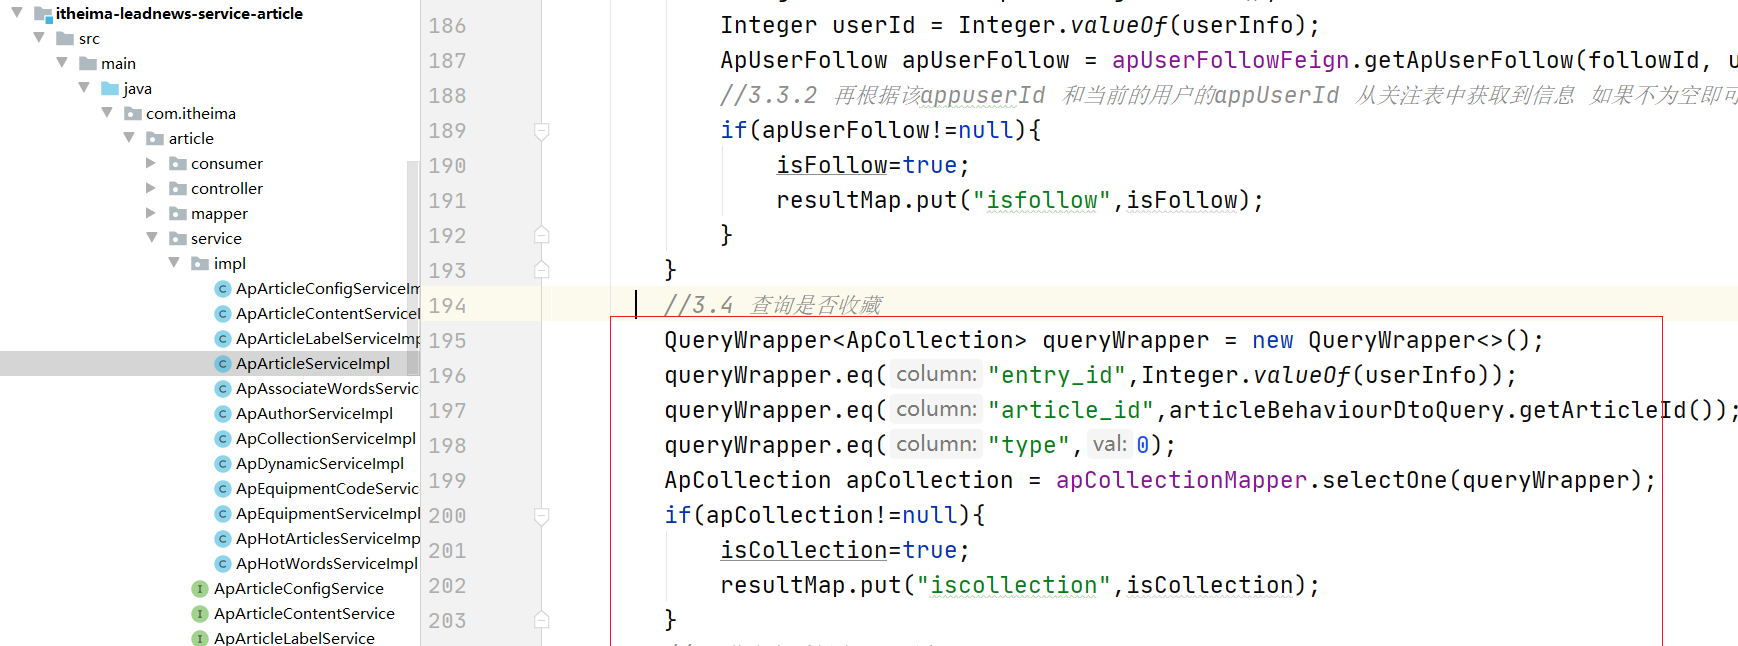 itheima-leadnews-service-article
src
main
java
com.itheima
article
consumer
controller
mapper
service
impl
ApArticleConfigServiceIm
ApArticleContentService
ApArticleLabelServiceImp
ApArticleServiceImpl
ApAssociateWordsServic
ApAuthorServiceImpl
ApCollectionServiceImpl
ApDynamicServiceImpl
ApEquipmentCodeServic
ApEquipmentServiceImpl
ApHotArticlesServiceImp
ApHotWordsServiceImpl
ApArticleConfigService
ApArticleContentService
ApArticleLabelService
186 Integer userId = Integer.valueOf(userInfo);
187 ApUserFollow apUserFollow = apUserFollowFeign.getApUserFollow(followId, u
188 //3.3.2 再根据该appuserId 和当前的用户的appUserId 从关注表中获取到信息 如果不为空即可
189 if(apUserFollow!=null){
190 isFollow=true;
191 resultMap.put("isfollow",isFollow);
192 }
193 }
194 //3.4 查询是否收藏
195 QueryWrapper<ApCollection> queryWrapper = new QueryWrapper<>();
196 queryWrapper.eq( column: "entry_id",Integer.valueOf(userInfo));
197 queryWrapper.eq( column: "article_id",articleBehaviourDtoQuery.getArticleId());
198 queryWrapper.eq( column: "type", val: 0);
199 ApCollection apCollection = apCollectionMapper.selectOne(queryWrapper);
200 if(apCollection!=null){
201 isCollection=true;
202 resultMap.put("iscollection",isCollection);
203 }